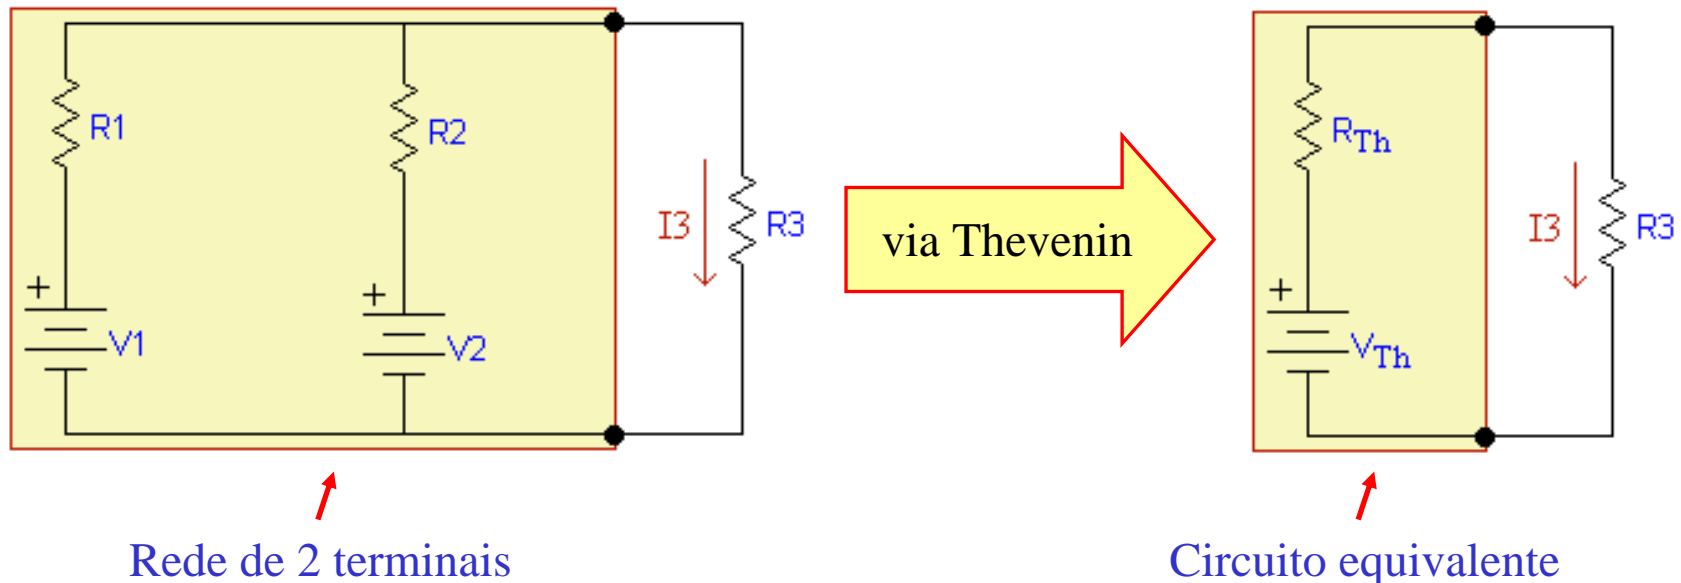 +
R1
V1
+
R2
V2
I3
R3
via Thevenin
+
RTh
VTh
I3
R3
Rede de 2 terminais
Circuito equivalente